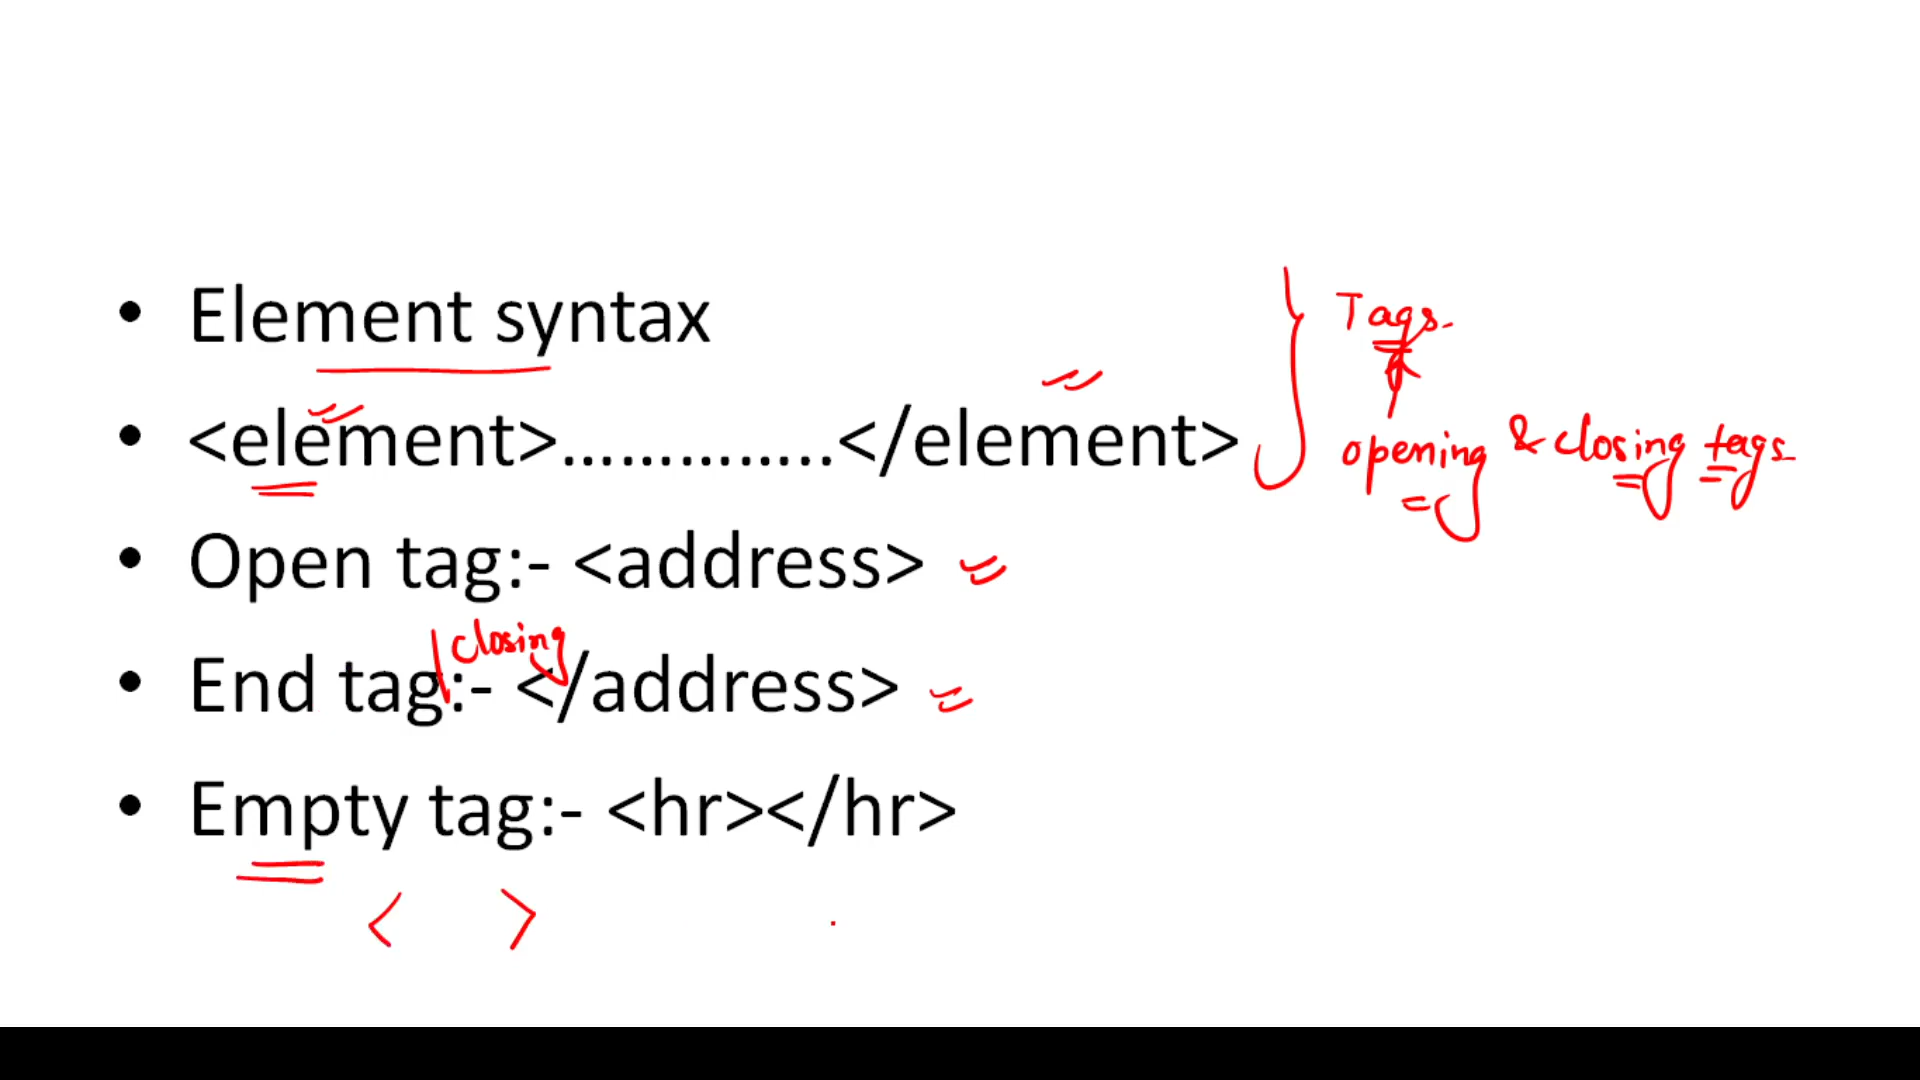 • Element syntax
Tags.
• <element>..............</element>
opening & closing tags
• Open tag:- <address>
closing
• End tag:- </address>
• Empty tag:- <hr></hr>
< >